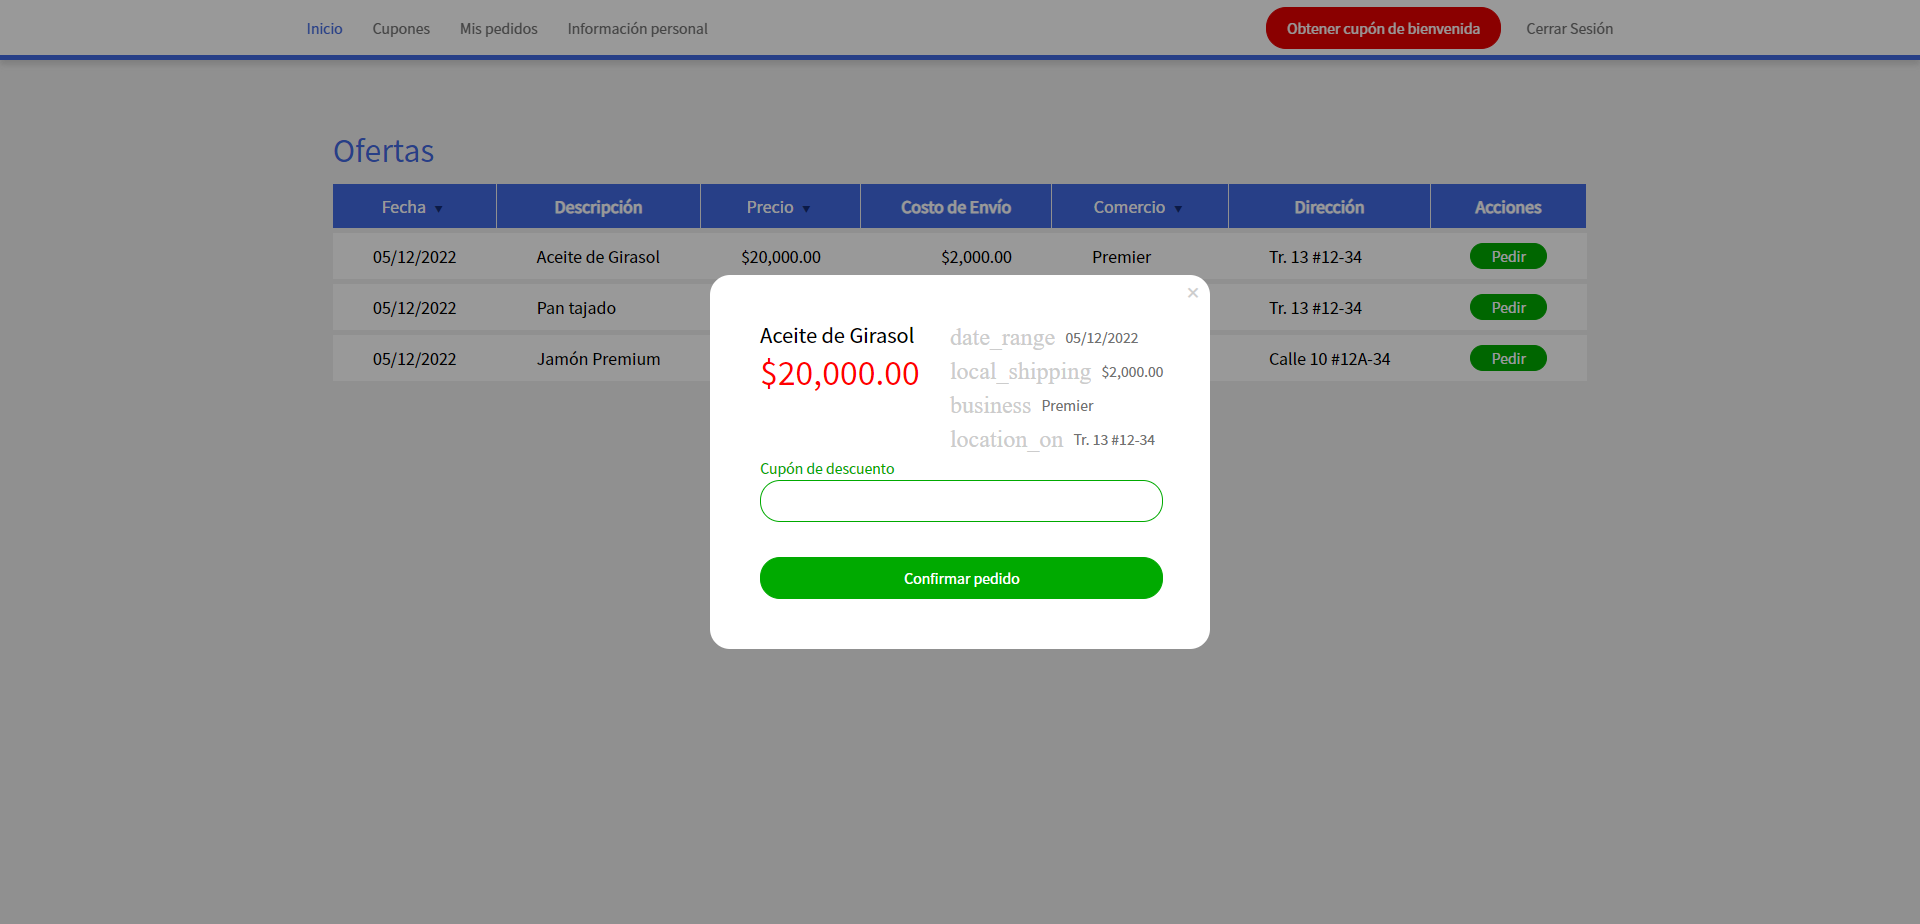 Inicio Cupones Mis pedidos Información personal Obtener cupón de bienvenida Cerrar Sesión
Ofertas
Fecha ▼ Descripción Precio ▼ Costo de Envío Comercio ▼ Dirección Acciones
05/12/2022 Aceite de Girasol $20,000.00 $2,000.00 Premier Tr. 13 #12-34 Pedir
05/12/2022 Pan tajado Tr. 13 #12-34 Pedir
05/12/2022 Jamón Premium Calle 10 #12A-34 Pedir
×
Aceite de Girasol
$20,000.00
date_range 05/12/2022
local_shipping $2,000.00
business Premier
location_on Tr. 13 #12-34
Cupón de descuento
Confirmar pedido